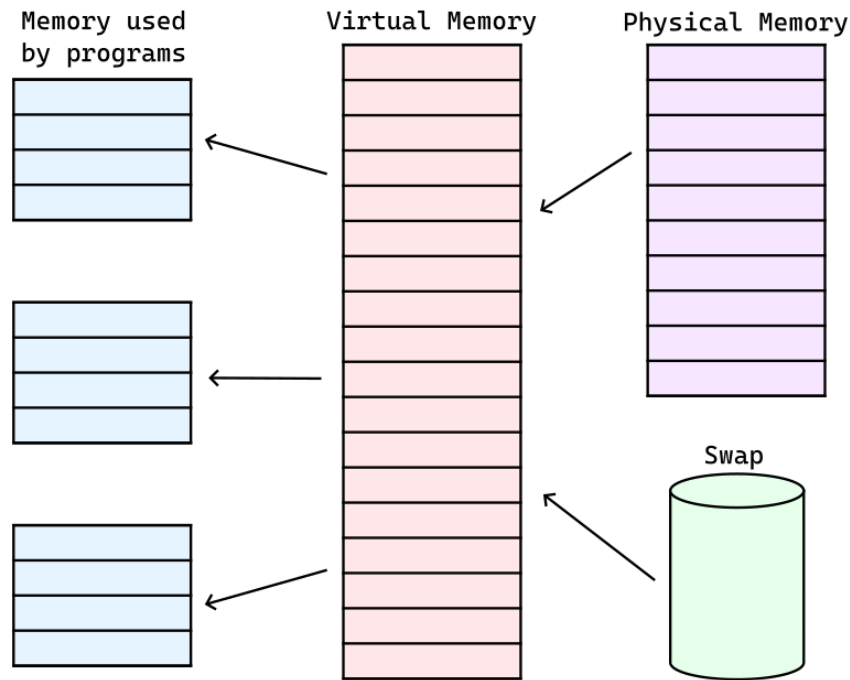 Memory used
by programs
Virtual Memory
Physical Memory
Swap